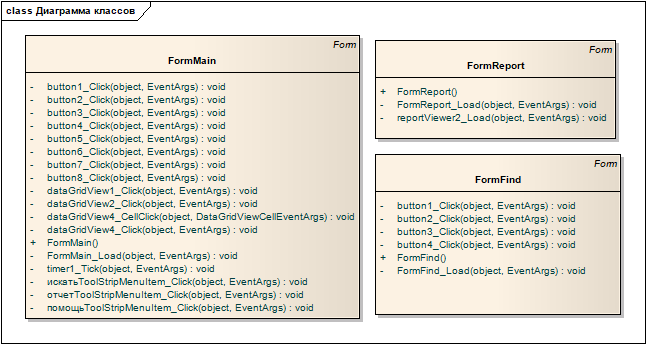 class Диаграмма классов
Form
FormMain
- button1_Click(object, EventArgs) : void
- button2_Click(object, EventArgs) : void
- button3_Click(object, EventArgs) : void
- button4_Click(object, EventArgs) : void
- button5_Click(object, EventArgs) : void
- button6_Click(object, EventArgs) : void
- button7_Click(object, EventArgs) : void
- button8_Click(object, EventArgs) : void
- dataGridView1_Click(object, EventArgs) : void
- dataGridView2_Click(object, EventArgs) : void
- dataGridView4_CellClick(object, DataGridViewCellEventArgs) : void
- dataGridView4_Click(object, EventArgs) : void
+ FormMain()
- FormMain_Load(object, EventArgs) : void
- timer1_Tick(object, EventArgs) : void
- искатьToolStripMenuItem_Click(object, EventArgs) : void
- отчетToolStripMenuItem_Click(object, EventArgs) : void
- помощьToolStripMenuItem_Click(object, EventArgs) : void
Form
FormReport
+ FormReport()
- FormReport_Load(object, EventArgs) : void
- reportViewer2_Load(object, EventArgs) : void
Form
FormFind
- button1_Click(object, EventArgs) : void
- button2_Click(object, EventArgs) : void
- button3_Click(object, EventArgs) : void
- button4_Click(object, EventArgs) : void
+ FormFind()
- FormFind_Load(object, EventArgs) : void